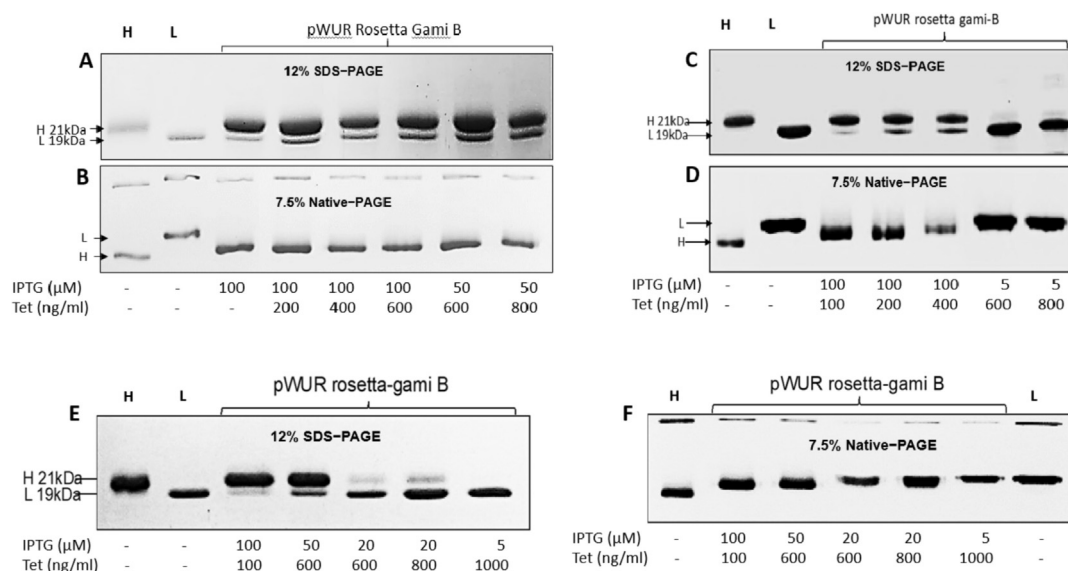 H L pWUR Rosetta Gami B
A
12% SDS-PAGE
H 21kDa
L 19kDa
B
7.5% Native-PAGE
L
H
IPTG (µM) - - 100 100 100 100 50 50
Tet (ng/ml) - - - 200 400 600 600 800
H L pWUR rosetta gami-B
C
12% SDS-PAGE
H 21kDa
L 19kDa
D
7.5% Native-PAGE
L
H
IPTG (µM) - - 100 100 100 5 5
Tet (ng/ml) - - 100 200 400 600 800
H L pWUR rosetta-gami B
E
12% SDS-PAGE
H 21kDa
L 19kDa
IPTG (µM) - - 100 50 20 20 5
Tet (ng/ml) - - 100 600 600 800 1000
H pWUR rosetta-gami B L
F
7.5% Native-PAGE
IPTG (µM) - 100 50 20 20 5 -
Tet (ng/ml) - 100 600 600 800 1000 -